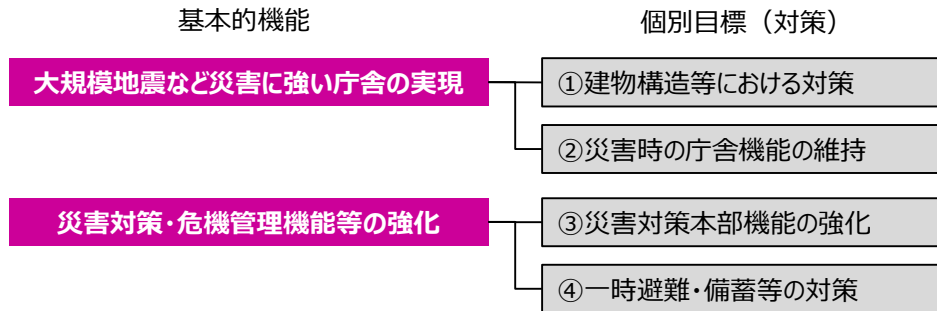 基本的機能
個別目標（対策）
大規模地震など災害に強い庁舎の実現
①建物構造等における対策
②災害時の庁舎機能の維持
災害対策・危機管理機能等の強化
③災害対策本部機能の強化
④一時避難・備蓄等の対策